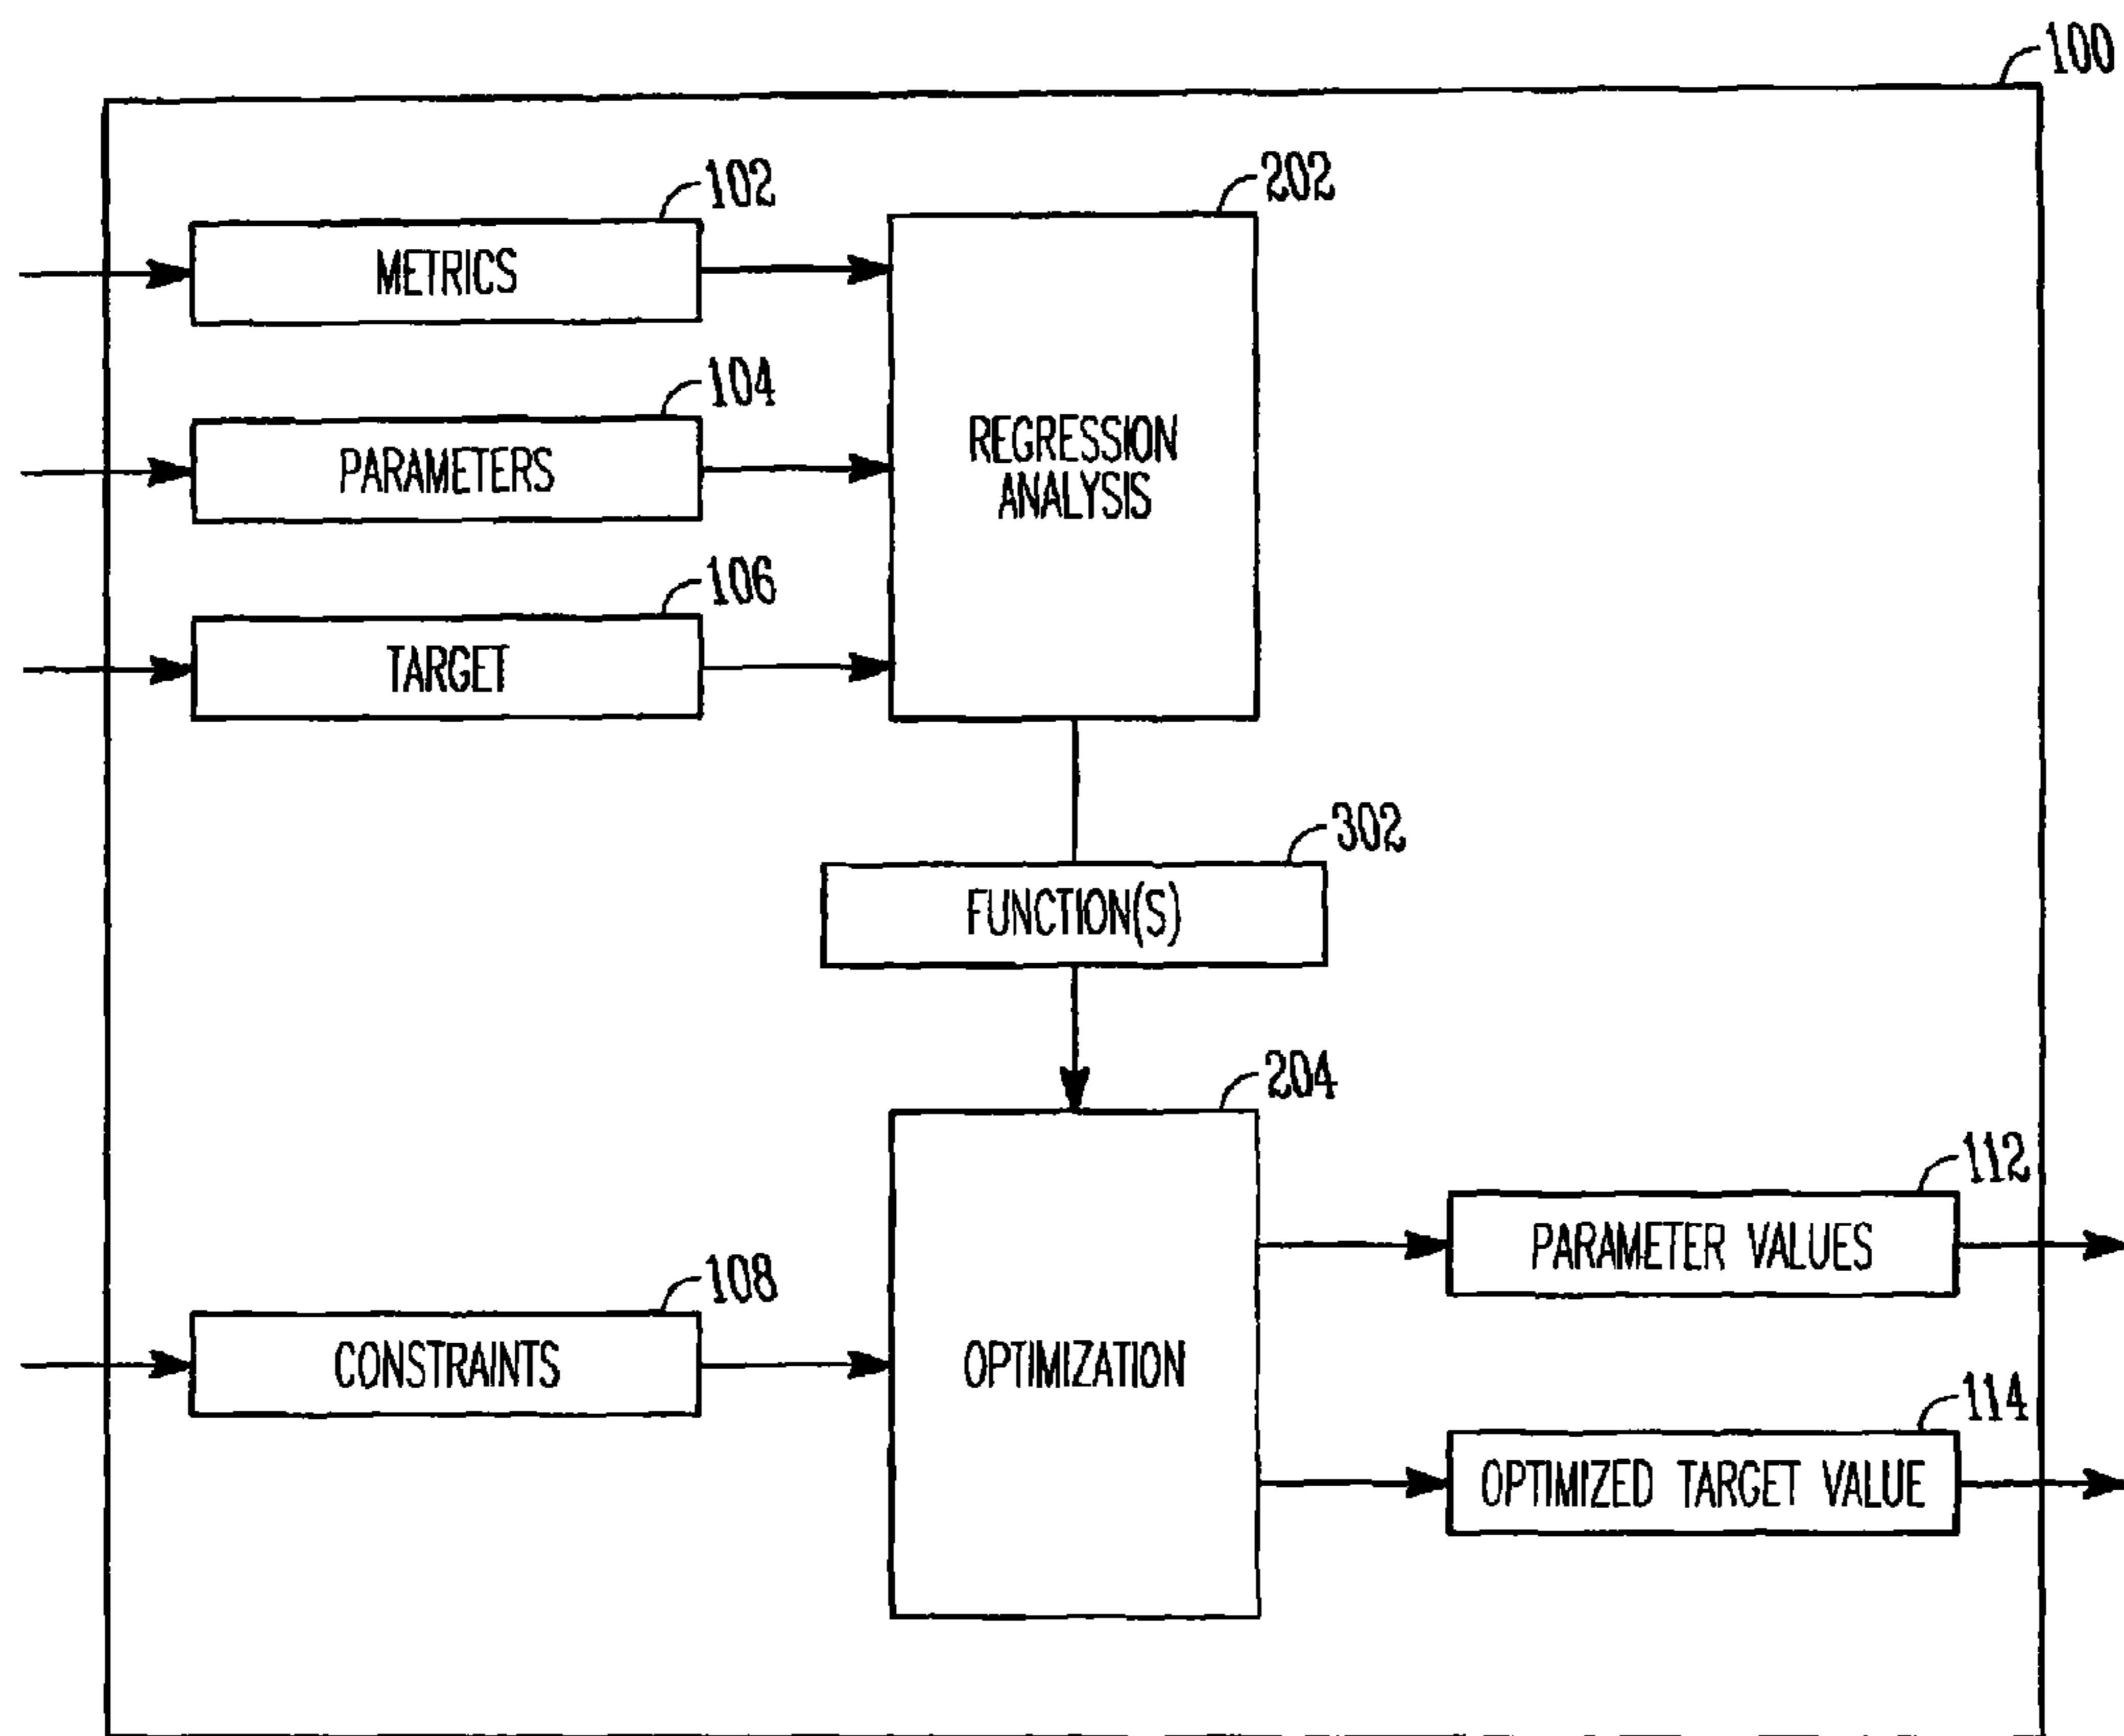 100
102
METRICS
202
104
PARAMETERS
REGRESSION
ANALYSIS
106
TARGET
302
FUNCTION(S)
204
112
PARAMETER VALUES
108
CONSTRAINTS
OPTIMIZATION
114
OPTIMIZED TARGET VALUE